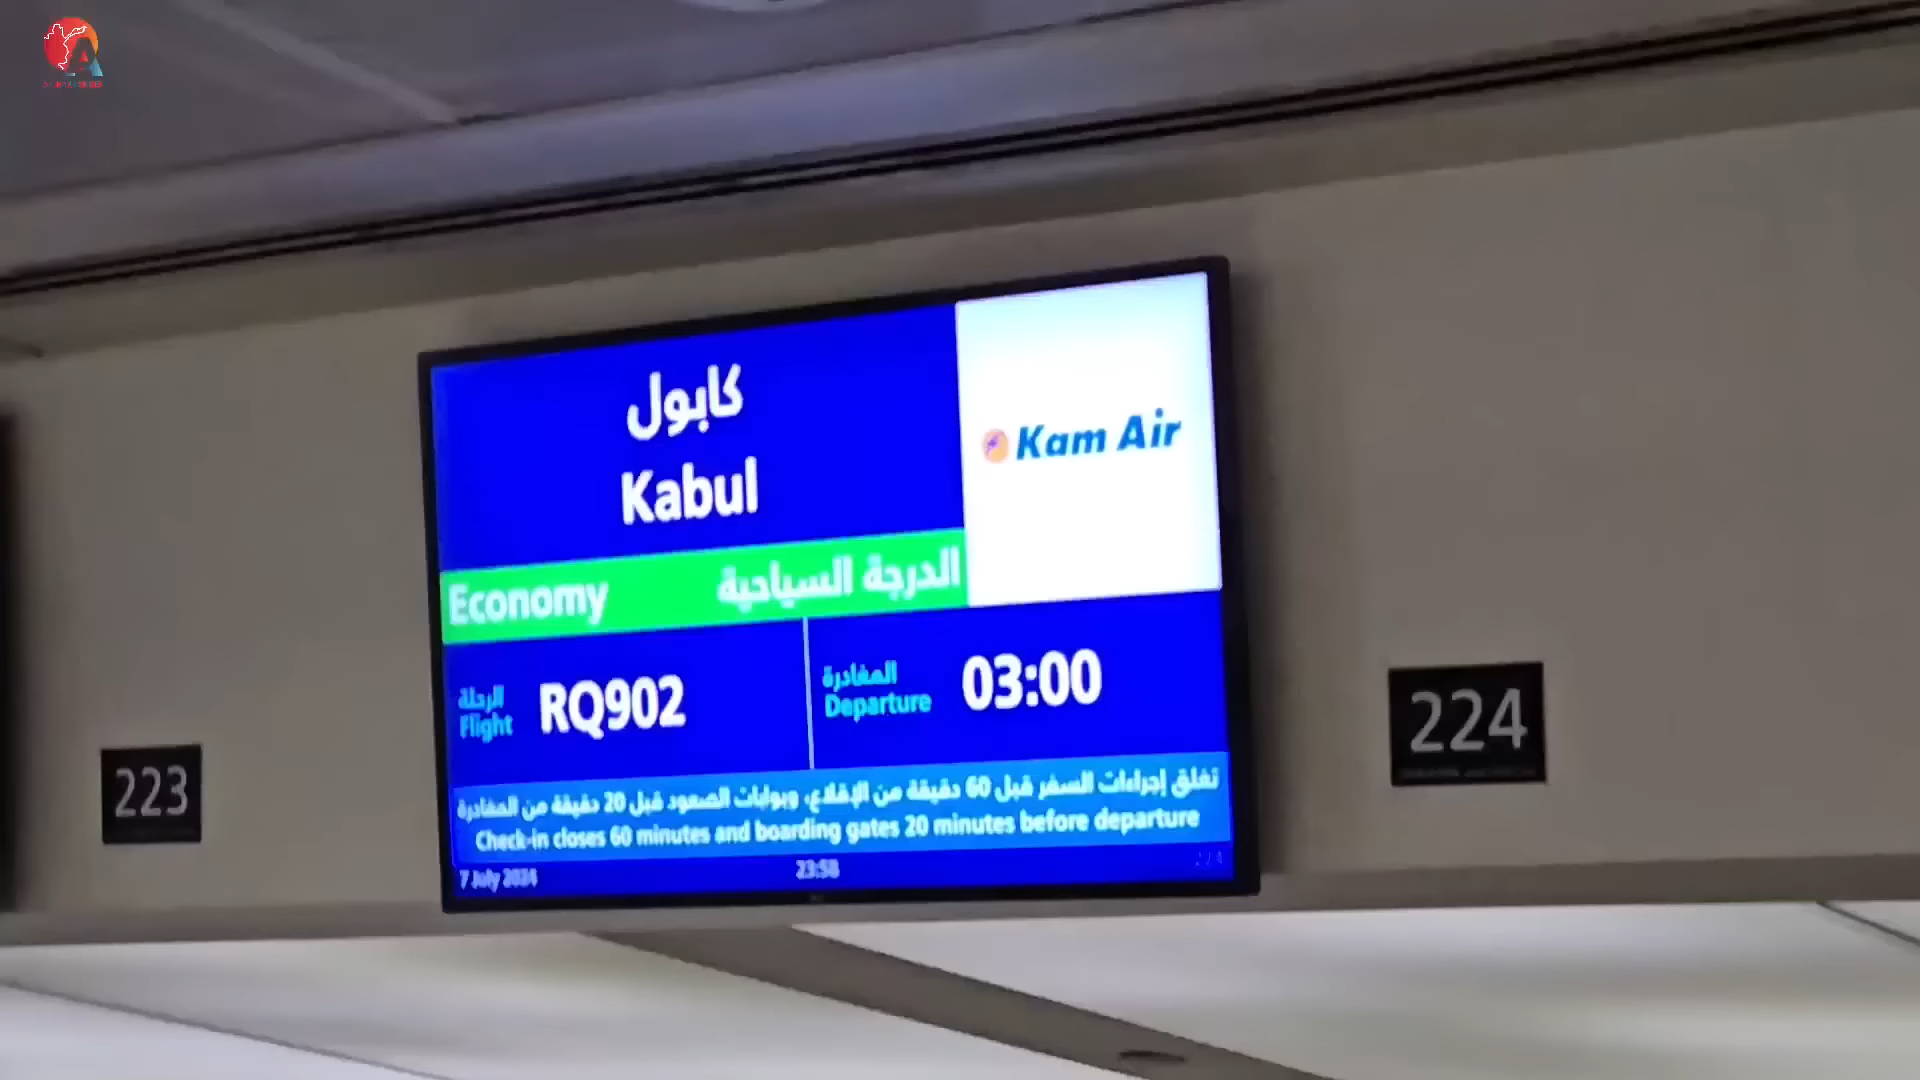 كابول
Kabul
Kam Air
Economy الدرجة السياحية
الرحلة
Flight
RQ902
المغادرة
Departure
03:00
تغلق إجراءات السفر قبل 60 دقيقة من الإقلاع، وبوابات الصعود قبل 20 دقيقة من المغادرة
Check-in closes 60 minutes and boarding gates 20 minutes before departure
7 July 2024
23:58
224
223
224